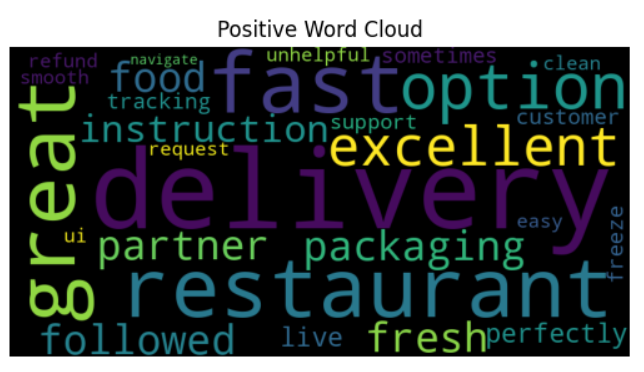 Positive Word Cloud
refund
navigate
unhelpful
sometimes
clean
smooth
food
fast
option
tracking
customer
great
instruction
support
request
excellent
delivery
easy
freeze
ui
partner
packaging
restaurant
followed
live
fresh
perfectly